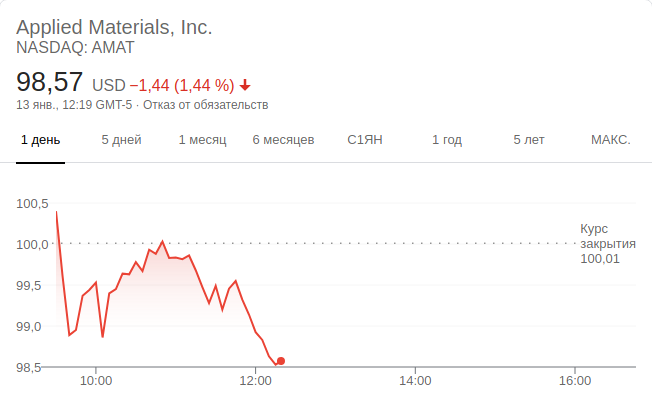 Applied Materials, Inc.
NASDAQ: AMAT
98,57 USD −1,44 (1,44 %) ↓
13 янв., 12:19 GMT-5 · Отказ от обязательств
1 день 5 дней 1 месяц 6 месяцев С1ЯН 1 год 5 лет МАКС.
100,5
Курс
закрытия
100,01
100,0
99,5
99,0
98,5
10:00 12:00 14:00 16:00